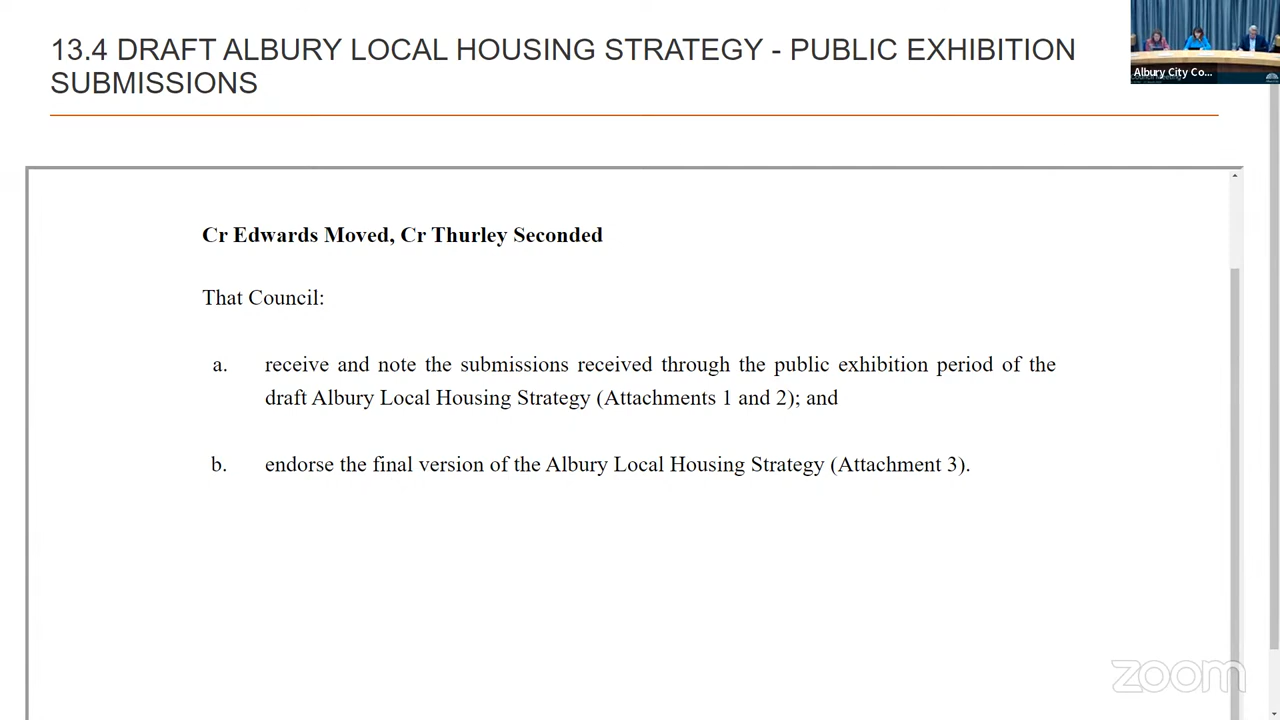 13.4 DRAFT ALBURY LOCAL HOUSING STRATEGY - PUBLIC EXHIBITION
SUBMISSIONS
Albury City Co...
Cr Edwards Moved, Cr Thurley Seconded
That Council:
a. receive and note the submissions received through the public exhibition period of the
draft Albury Local Housing Strategy (Attachments 1 and 2); and
b. endorse the final version of the Albury Local Housing Strategy (Attachment 3).
zoom